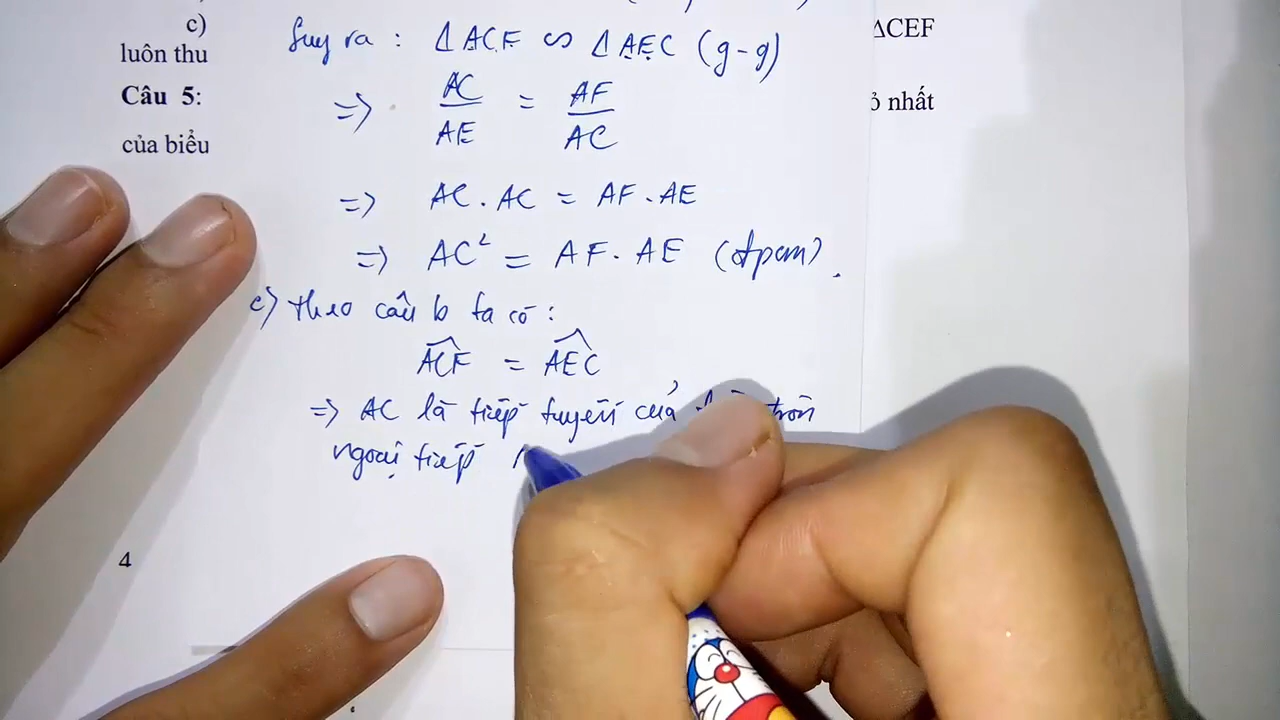 c)
luôn thu
Câu 5:
của biểu
ΔCEF
ỏ nhất
Suy ra : ΔACF ∽ ΔAEC (g-g)
=> AC/AE = AF/AC
=> AC . AC = AF . AE
=> AC² = AF . AE (đpcm).
c) theo câu b ta có :
ACF = AEC
=> AC là tiếp tuyến của tròn
ngoại tiếp
4